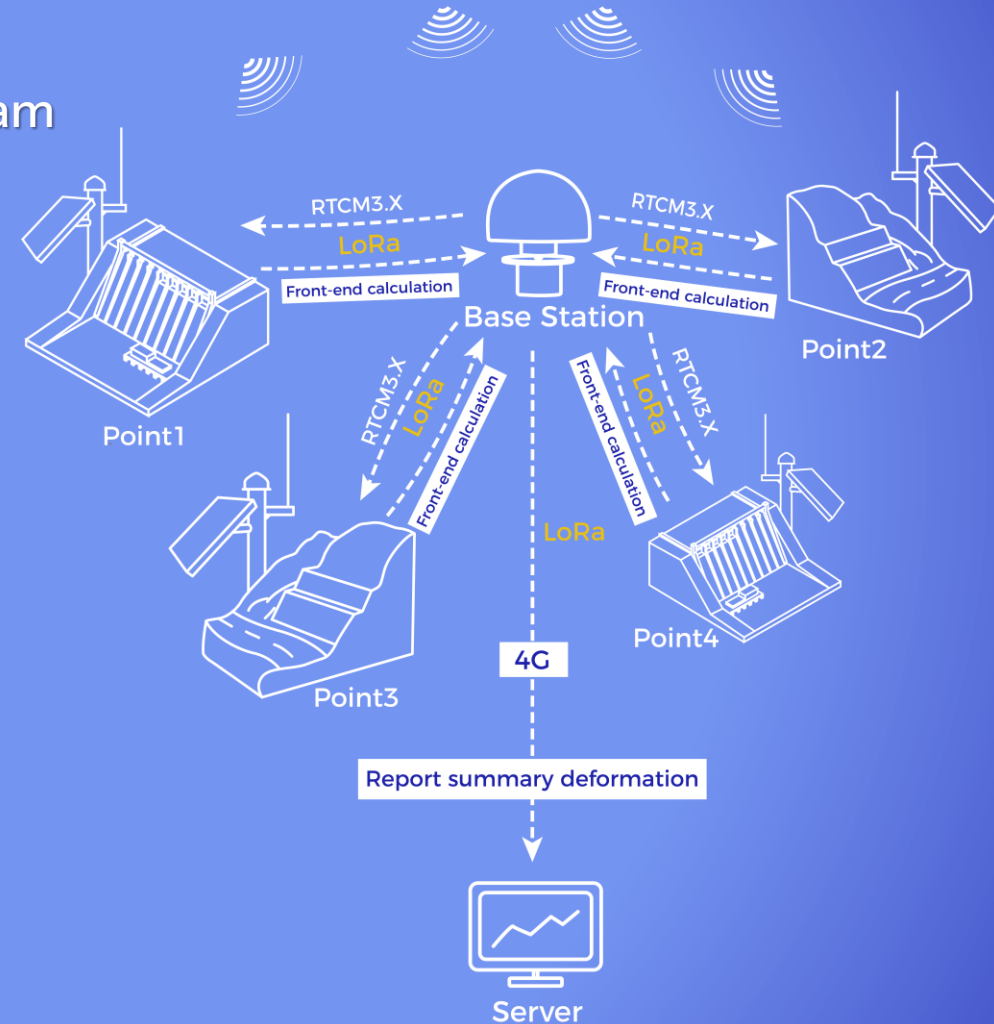 RTCM3.X
LoRa
Front-end calculation
RTCM3.X
LoRa
Front-end calculation
Base Station
Point1
Point2
RTCM3.X
LoRa
Front-end calculation
Front-end calculation
LoRa
RTCM3.X
LoRa
Point3
Point4
4G
Report summary deformation
Server